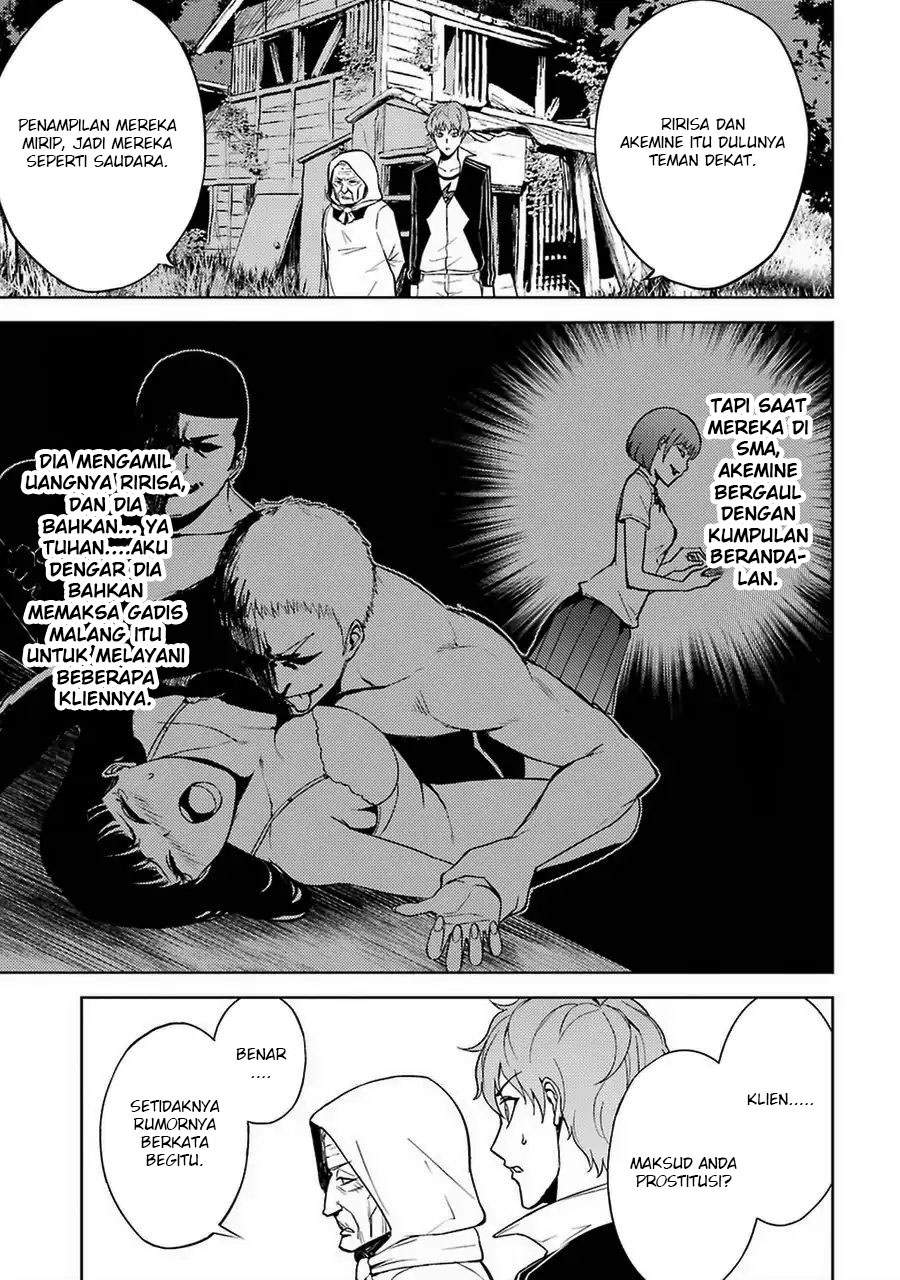 RIRISA DAN
AKEMINE ITU DULUNYA
TEMAN DEKAT.
PENAMPILAN MEREKA
MIRIP, JADI MEREKA
SEPERTI SAUDARA.
TAPI SAAT
MEREKA DI
SMA,
AKEMINE
BERGAUL
DENGAN
KUMPULAN
BERANDA-
LAN.
DIA MENGAMIL
UANGNYA RIRISA,
DAN DIA
BAHKAN... YA
TUHAN....AKU
DENGAR DIA
BAHKAN
MEMAKSA GADIS
MALANG ITU
UNTUK MELAYANI
BEBERAPA
KLIENNYA.
KLIEN.....
MAKSUD ANDA
PROSTITUSI?
BENAR
....
SETIDAKNYA
RUMORNYA
BERKATA
BEGITU.